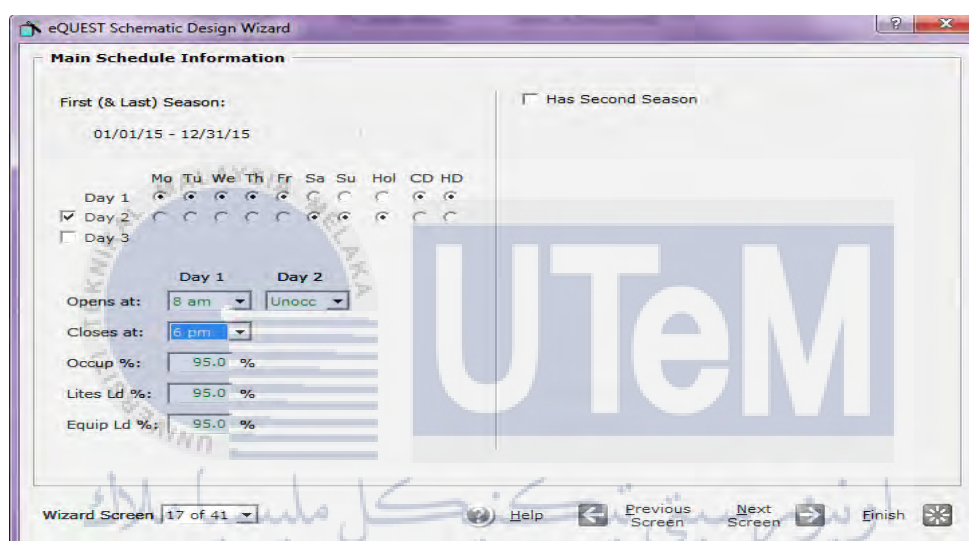 eQUEST Schematic Design Wizard
Main Schedule Information
First (& Last) Season:
Has Second Season
01/01/15 - 12/31/15
Mo Tu We Th Fr Sa Su Hol CD HD
Day 1
Day 2
Day 3
Day 1 Day 2
Opens at: 8 am Unocc
Closes at: 6 pm
Occup %: 95.0 %
Lites Ld %: 95.0 %
Equip Ld %: 95.0 %
UTeM
Wizard Screen 17 of 41 Help Previous Screen Next Screen Finish